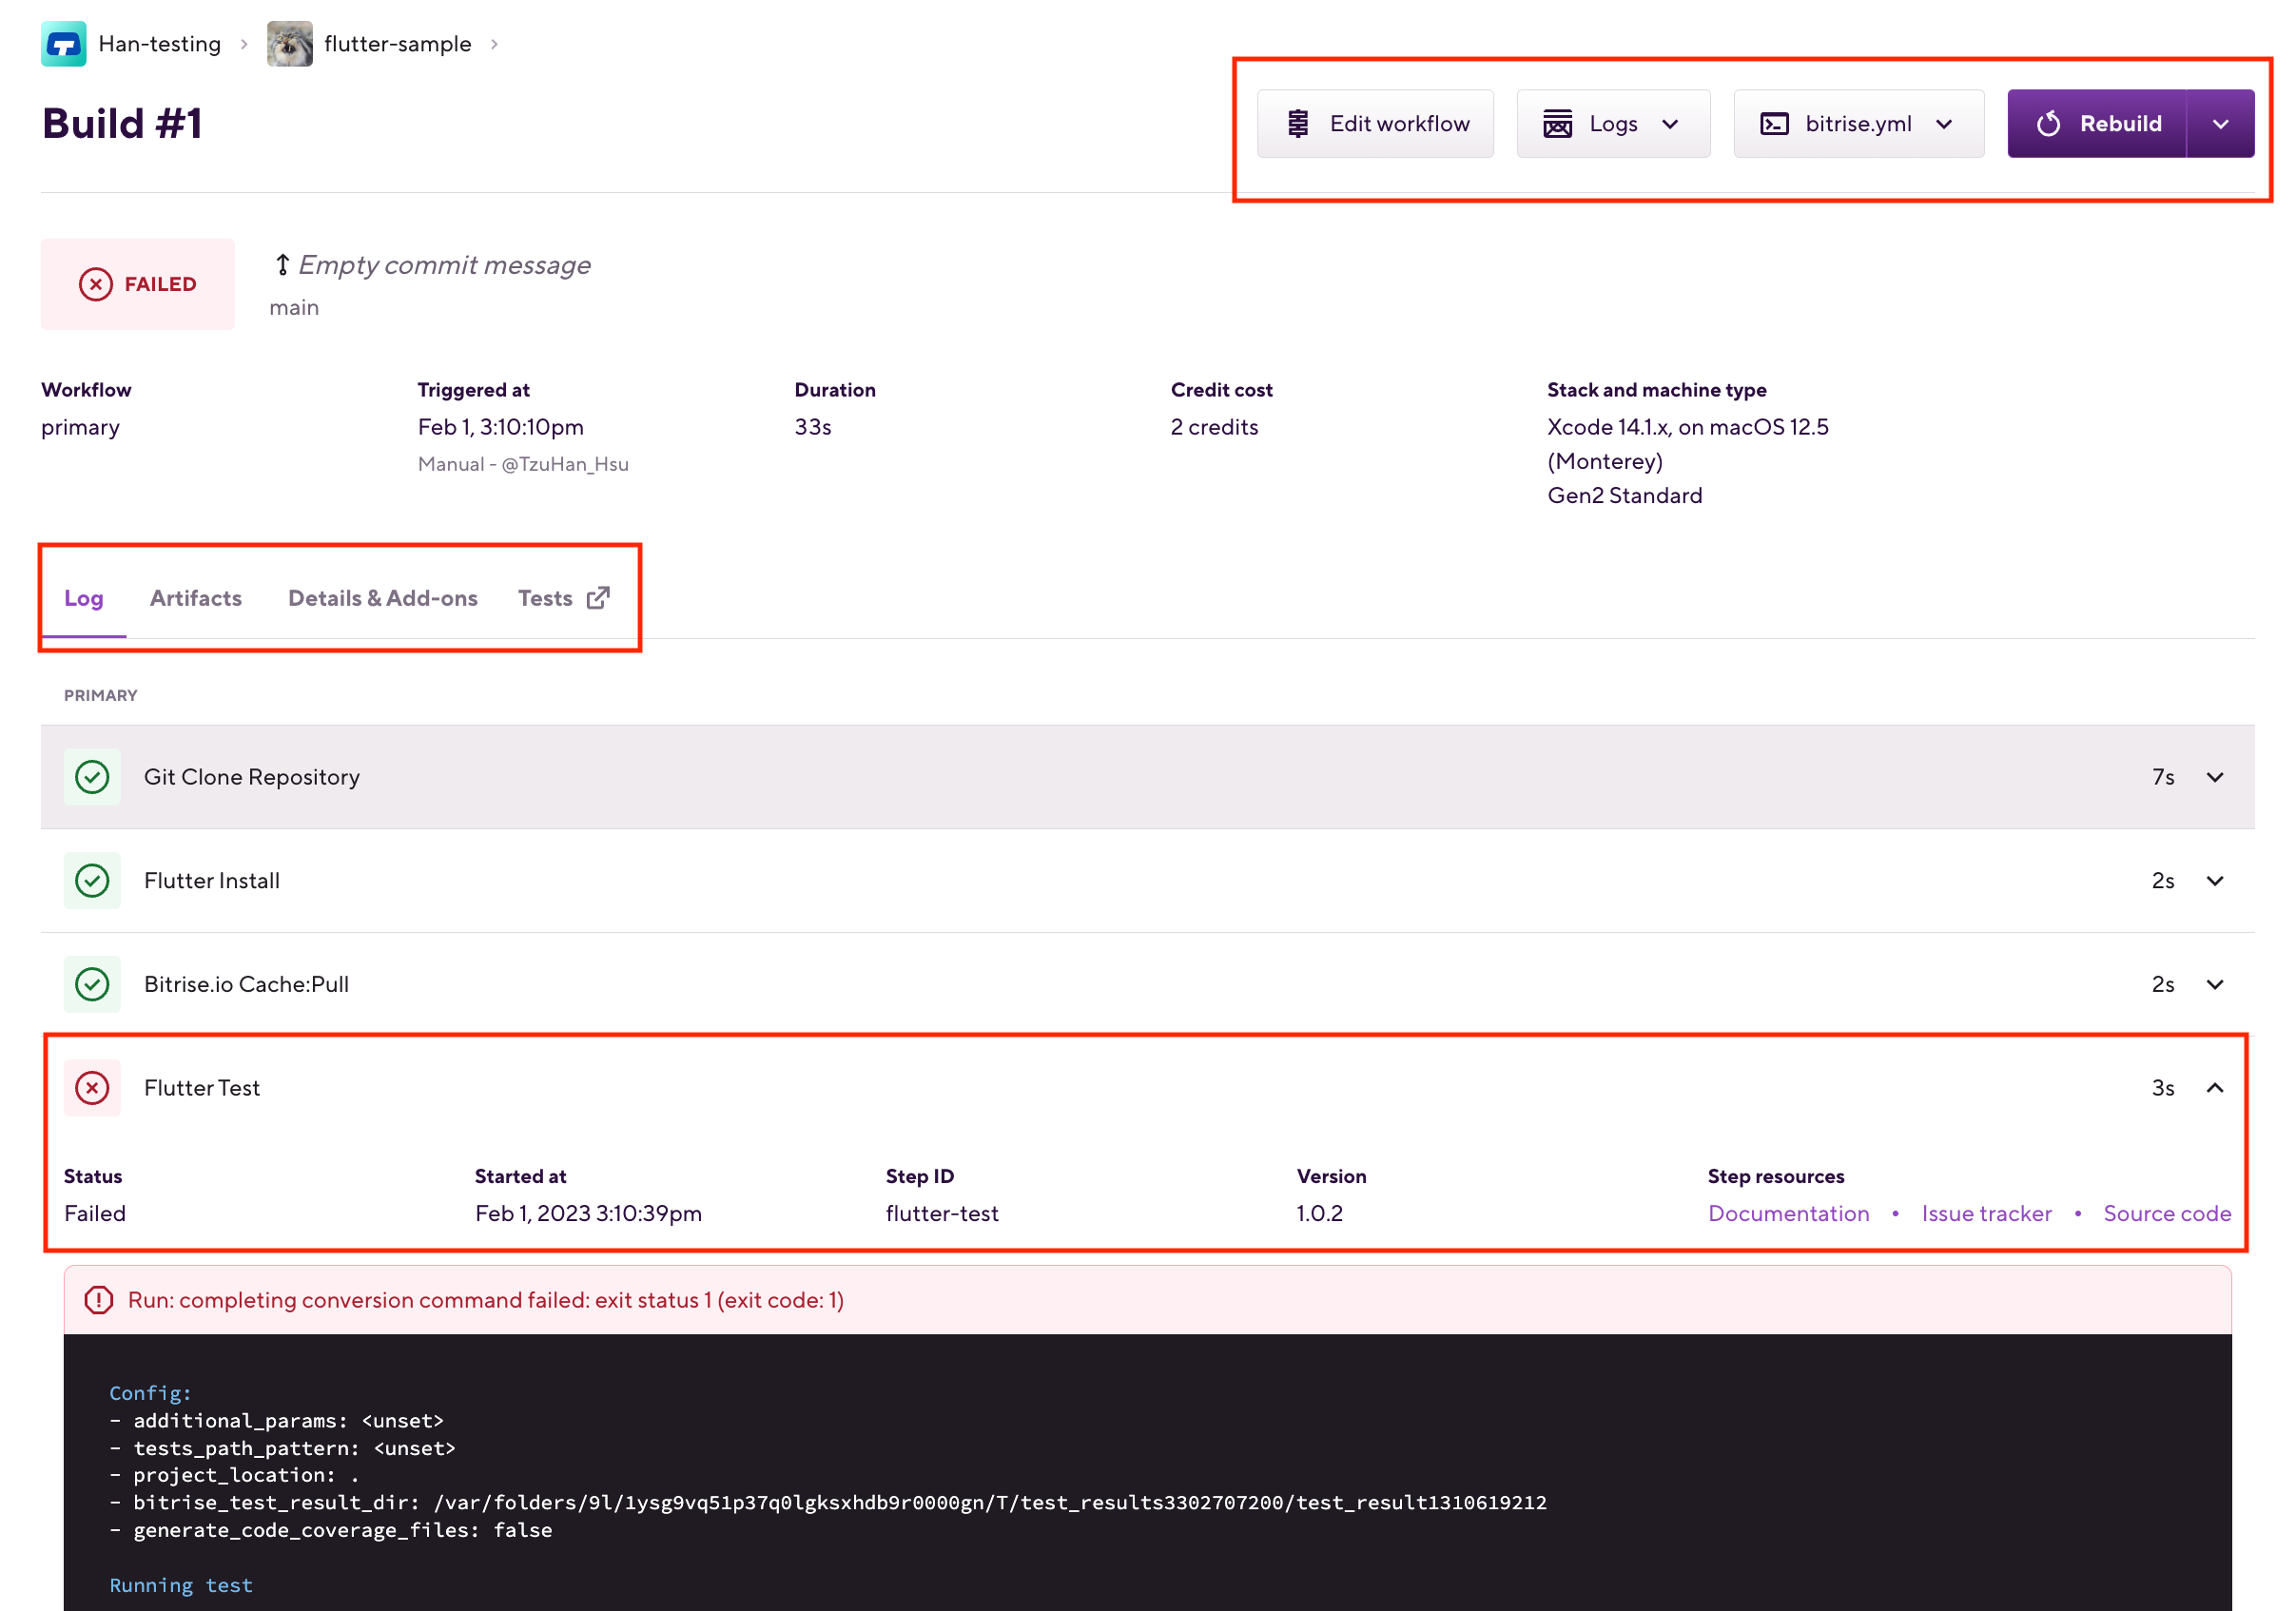 Han-testing > flutter-sample >
Build #1
Edit workflow
Logs
bitrise.yml
Rebuild
FAILED
Empty commit message
main
Workflow
primary
Triggered at
Feb 1, 3:10:10pm
Manual - @TzuHan_Hsu
Duration
33s
Credit cost
2 credits
Stack and machine type
Xcode 14.1.x, on macOS 12.5
(Monterey)
Gen2 Standard
Log
Artifacts
Details & Add-ons
Tests
PRIMARY
Git Clone Repository 7s
Flutter Install 2s
Bitrise.io Cache:Pull 2s
Flutter Test 3s
Status
Failed
Started at
Feb 1, 2023 3:10:39pm
Step ID
flutter-test
Version
1.0.2
Step resources
Documentation • Issue tracker • Source code
Run: completing conversion command failed: exit status 1 (exit code: 1)
Config:
- additional_params: <unset>
- tests_path_pattern: <unset>
- project_location: .
- bitrise_test_result_dir: /var/folders/9l/1ysg9vq51p37q0lgksxhdb9r0000gn/T/test_results3302707200/test_result1310619212
- generate_code_coverage_files: false
Running test